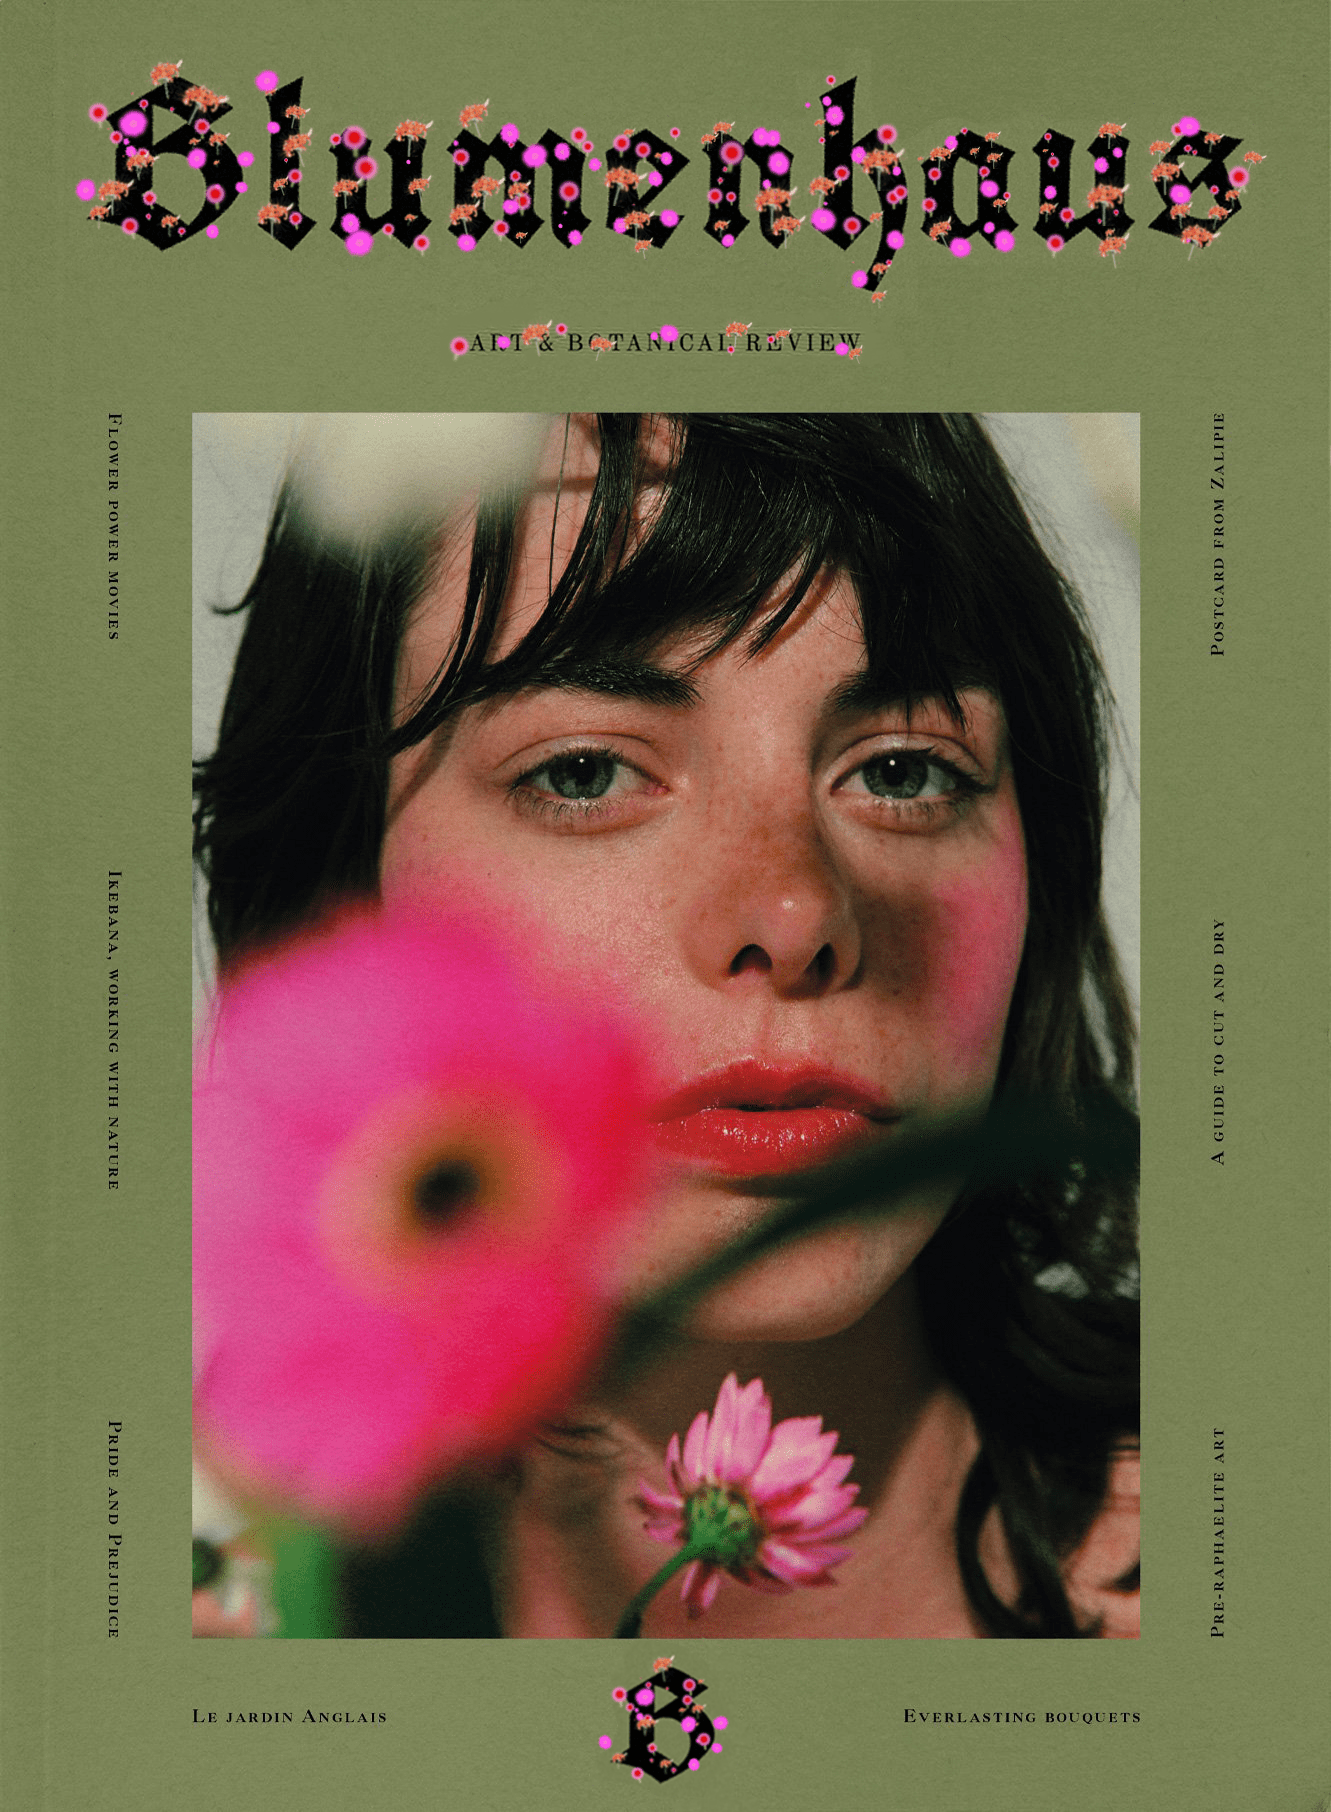 Blumenhaus
ART & BOTANICAL REVIEW
Flower power movies
Ikebana, working with nature
Pride and Prejudice
Postcard from Zalipie
A guide to cut and dry
Pre-raphaelite art
Le jardin Anglais
B
Everlasting bouquets